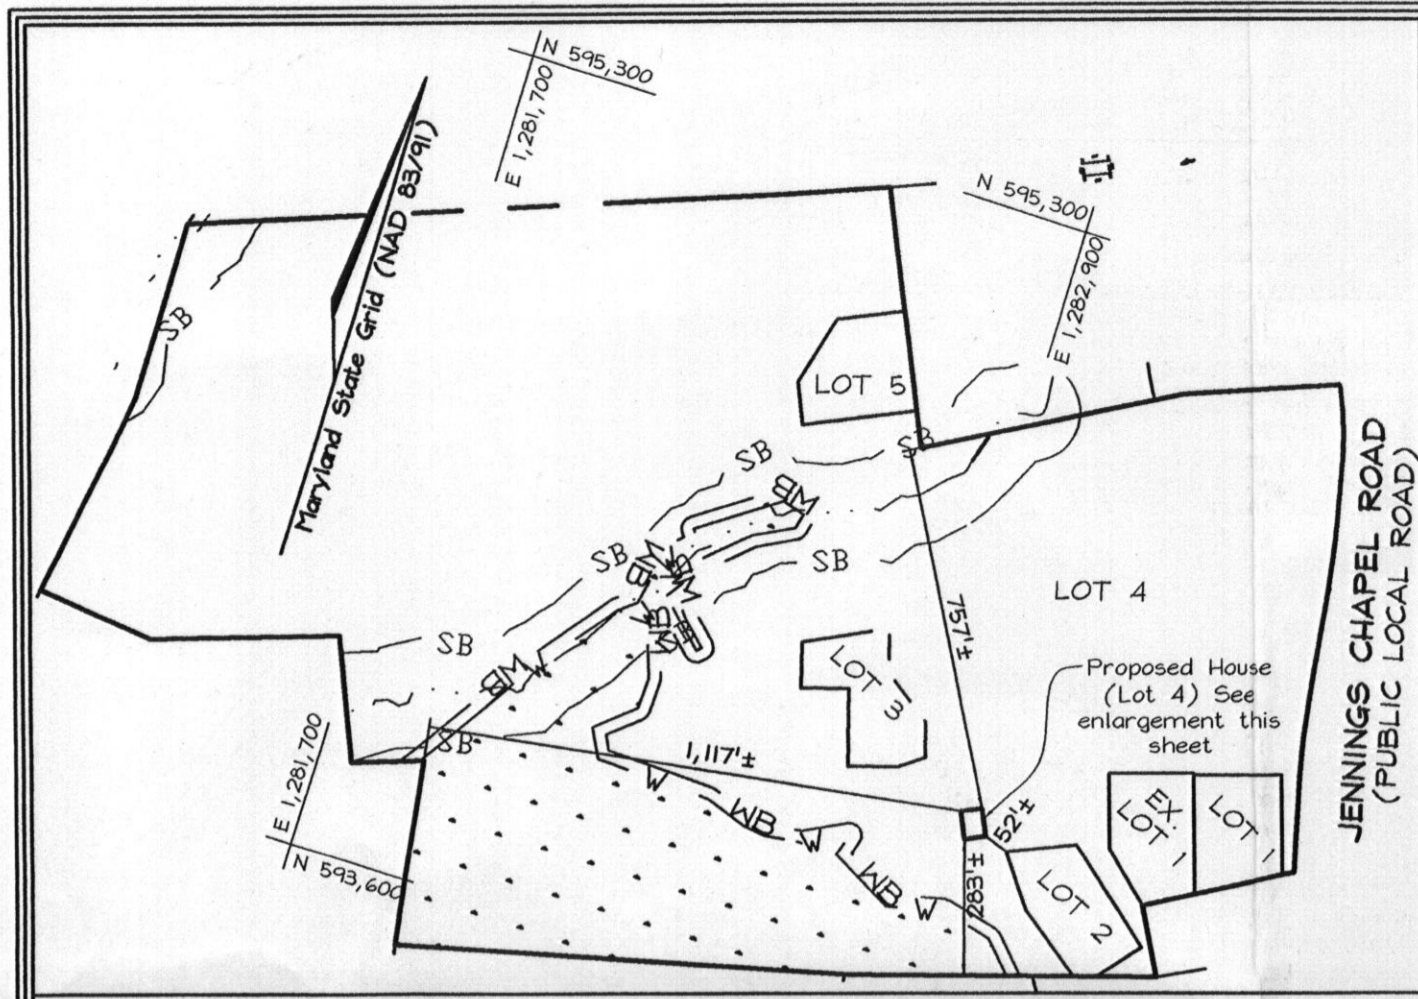 N 595,300
E 1,281,700
Maryland State Grid (NAD 83/91)
N 595,300
E 1,282,900
SB
LOT 5
SB
SB
WB
SB
SB
WB
W
WB
LOT 4
757'±
JENNINGS CHAPEL ROAD
(PUBLIC LOCAL ROAD)
SB
WB
W
LOT 3
Proposed House
(Lot 4) See
enlargement this
sheet
SB
1,117'±
E 1,281,700
N 593,600
W
WB
W
WB
W
52'±
283'±
EX.
LOT 1
LOT 1
LOT 2